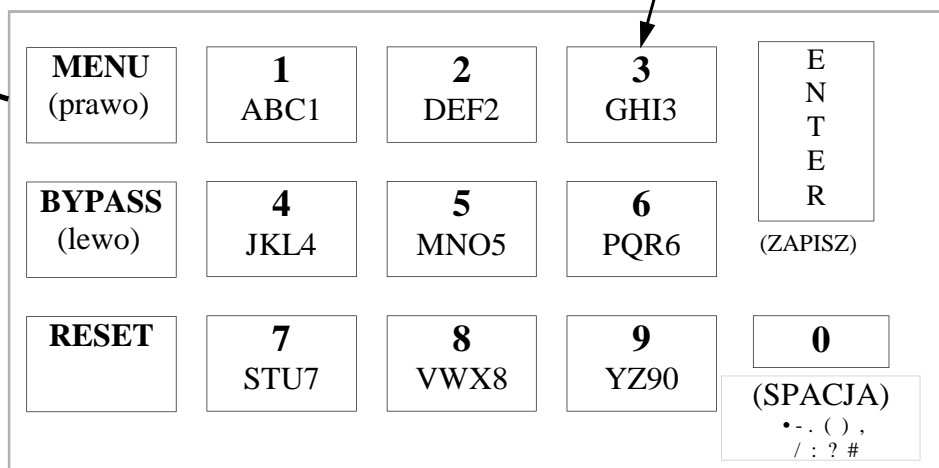 MENU
(prawo)
1
ABC1
2
DEF2
3
GHI3
E
N
T
E
R
(ZAPISZ)
BYPASS
(lewo)
4
JKL4
5
MNO5
6
PQR6
RESET
7
STU7
8
VWX8
9
YZ90
0
(SPACJA)
• - . ( ) ,
/ : ? #